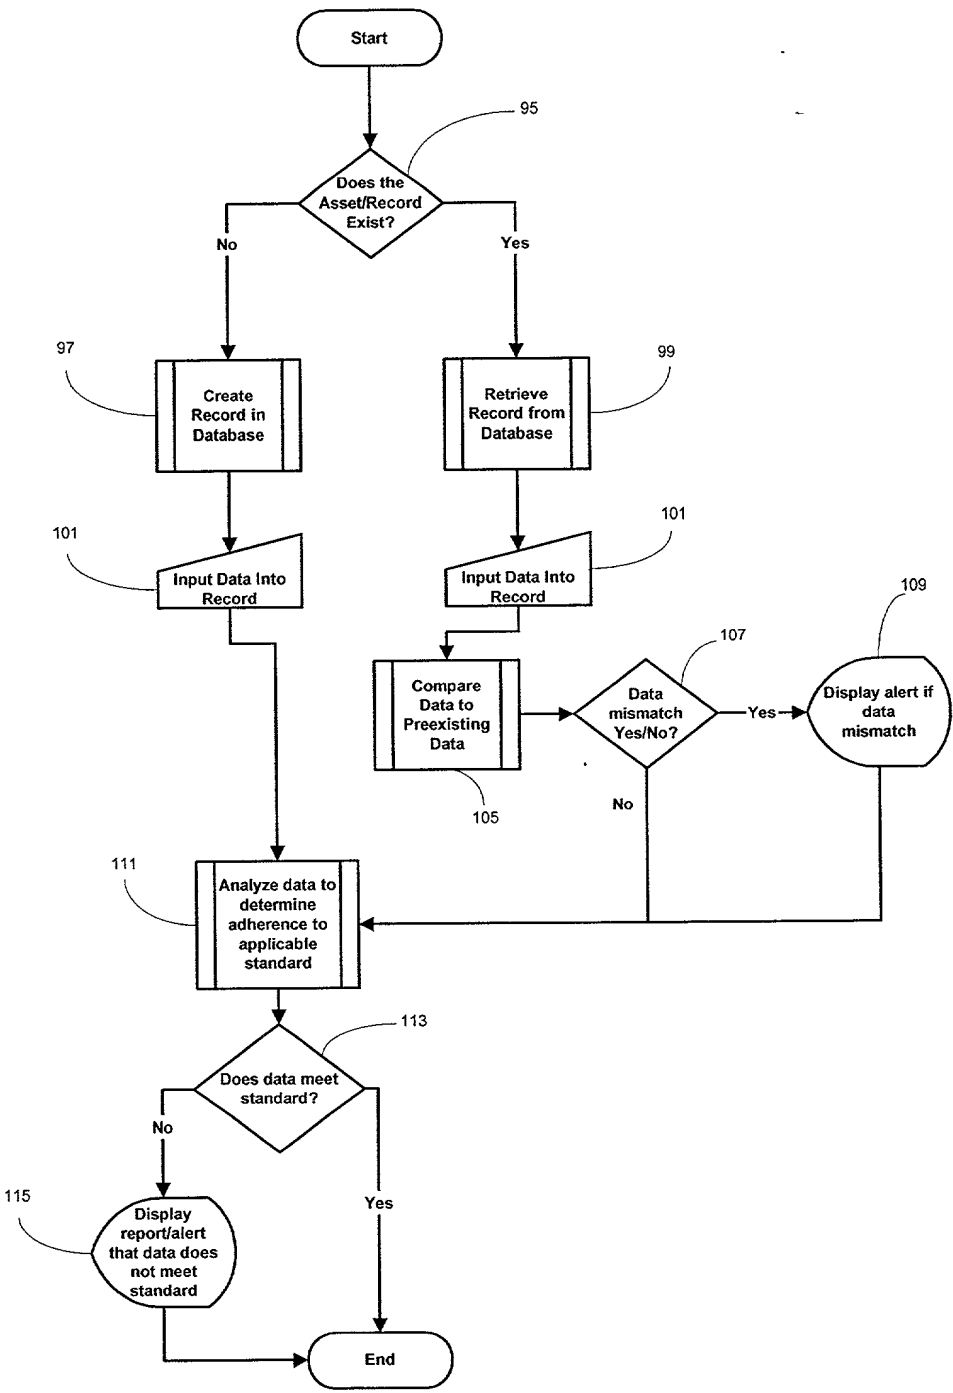 Start
95
Does the
Asset/Record
Exist?
No
Yes
97
99
Create
Record in
Database
Retrieve
Record from
Database
101
101
Input Data Into
Record
Input Data Into
Record
109
107
Compare
Data to
Preexisting
Data
Data
mismatch
Yes/No?
Yes
Display alert if
data
mismatch
105
No
111
Analyze data to
determine
adherence to
applicable
standard
113
Does data meet
standard?
No
Yes
115
Display
report/alert
that data does
not meet
standard
End